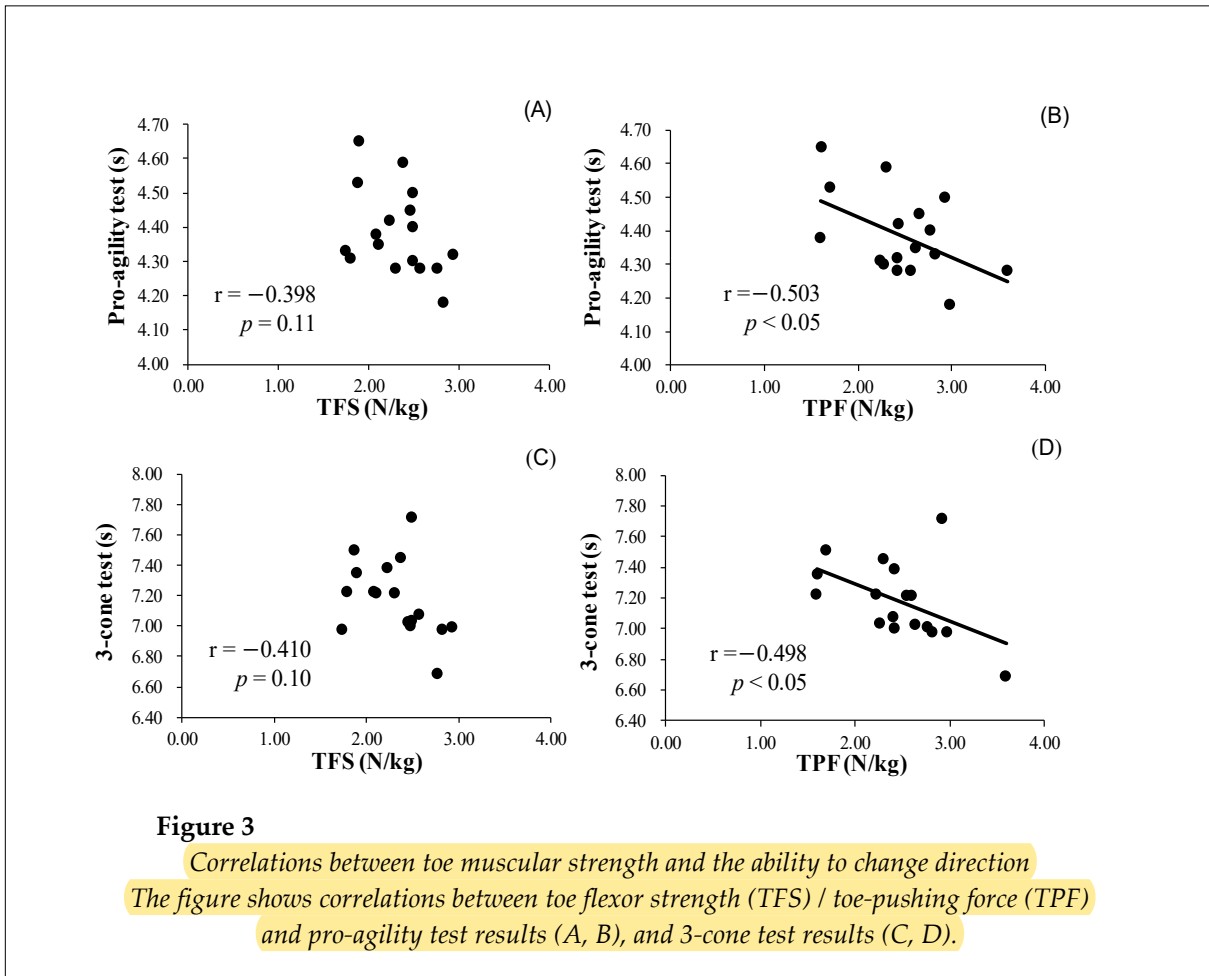 (A)
Pro-agility test (s)
4.70
4.60
4.50
4.40
4.30
4.20
4.10
4.00
r = −0.398
p = 0.11
0.00 1.00 2.00 3.00 4.00
TFS (N/kg)
(B)
Pro-agility test (s)
4.70
4.60
4.50
4.40
4.30
4.20
4.10
4.00
r =−0.503
p < 0.05
0.00 1.00 2.00 3.00 4.00
TPF (N/kg)
(C)
3-cone test (s)
8.00
7.80
7.60
7.40
7.20
7.00
6.80
6.60
6.40
r = −0.410
p = 0.10
0.00 1.00 2.00 3.00 4.00
TFS (N/kg)
(D)
3-cone test (s)
8.00
7.80
7.60
7.40
7.20
7.00
6.80
6.60
6.40
r =−0.498
p < 0.05
0.00 1.00 2.00 3.00 4.00
TPF (N/kg)
Figure 3
Correlations between toe muscular strength and the ability to change direction
The figure shows correlations between toe flexor strength (TFS) / toe-pushing force (TPF)
and pro-agility test results (A, B), and 3-cone test results (C, D).